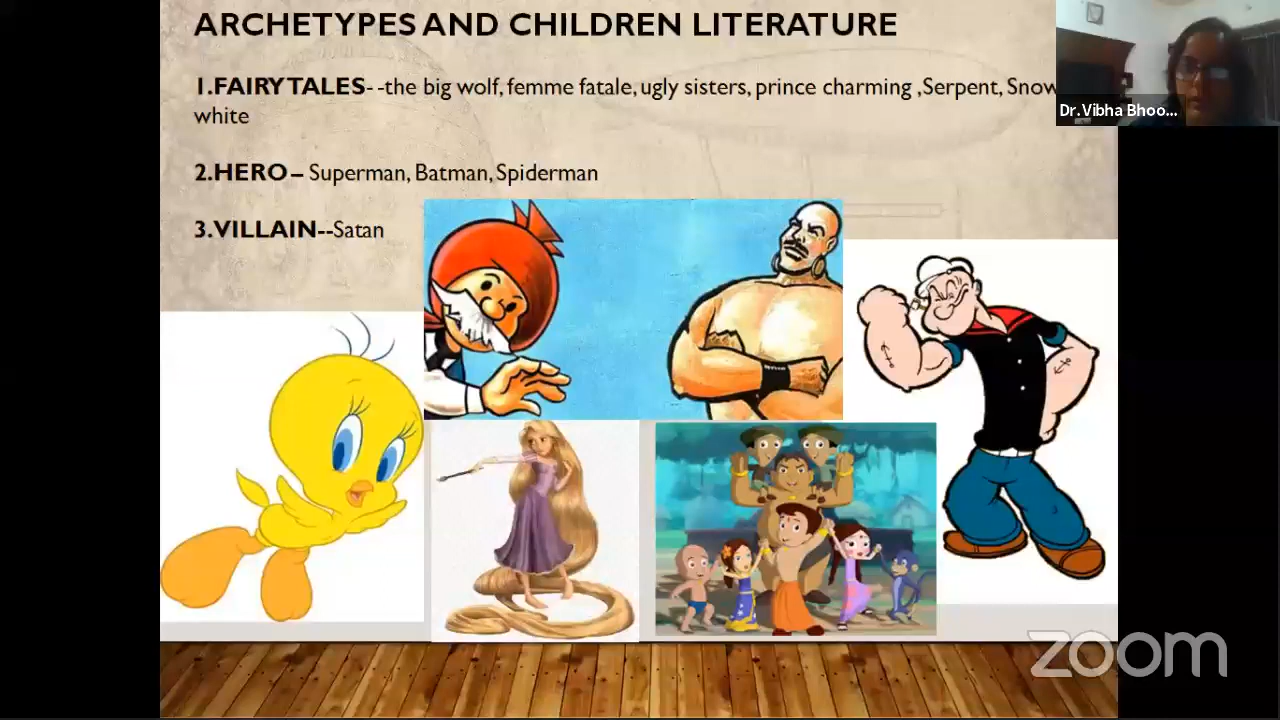 ARCHETYPES AND CHILDREN LITERATURE
1.FAIRY TALES- -the big wolf, femme fatale, ugly sisters, prince charming ,Serpent, Snow
white
Dr.Vibha Bhoo...
2.HERO – Superman, Batman, Spiderman
3.VILLAIN--Satan
zoom